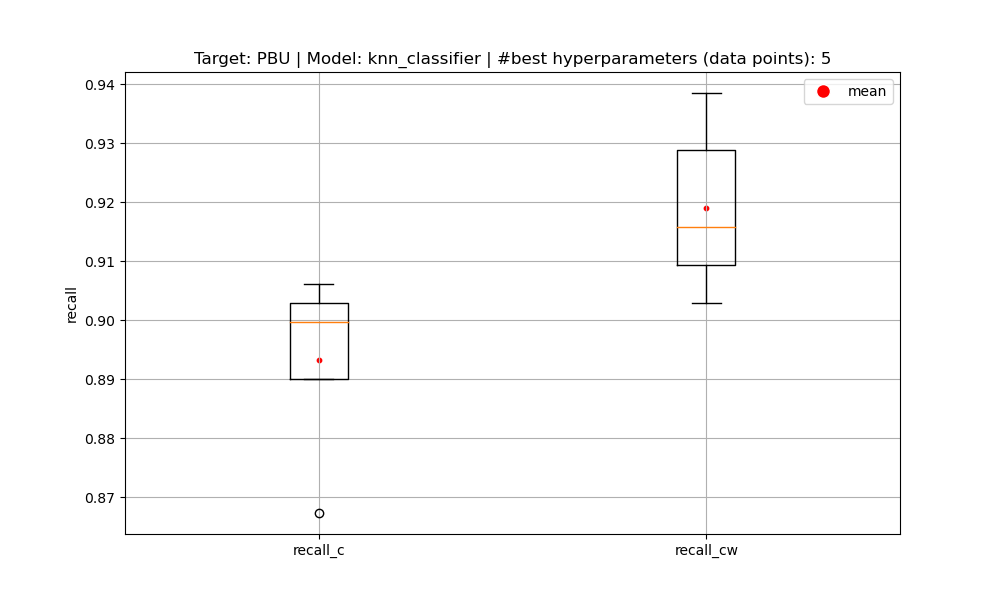 Target: PBU | Model: knn_classifier | #best hyperparameters (data points): 5
mean
0.94
0.93
0.92
0.91
0.90
0.89
0.88
0.87
recall
recall_c
recall_cw